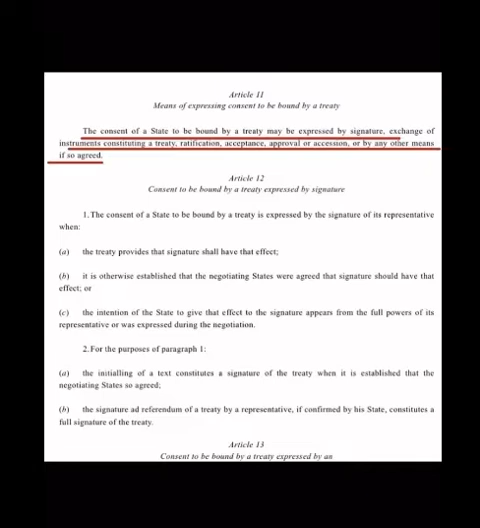 Article 11
Means of expressing consent to be bound by a treaty
The consent of a State to be bound by a treaty may be expressed by signature, exchange of
instruments constituting a treaty, ratification, acceptance, approval or accession, or by any other means
if so agreed.
Article 12
Consent to be bound by a treaty expressed by signature
1. The consent of a State to be bound by a treaty is expressed by the signature of its representative
when:
(a) the treaty provides that signature shall have that effect;
(b) it is otherwise established that the negotiating States were agreed that signature should have that
effect; or
(c) the intention of the State to give that effect to the signature appears from the full powers of its
representative or was expressed during the negotiation.
2. For the purposes of paragraph 1:
(a) the initialling of a text constitutes a signature of the treaty when it is established that the
negotiating States so agreed;
(b) the signature ad referendum of a treaty by a representative, if confirmed by his State, constitutes a
full signature of the treaty.
Article 13
Consent to be bound by a treaty expressed by an